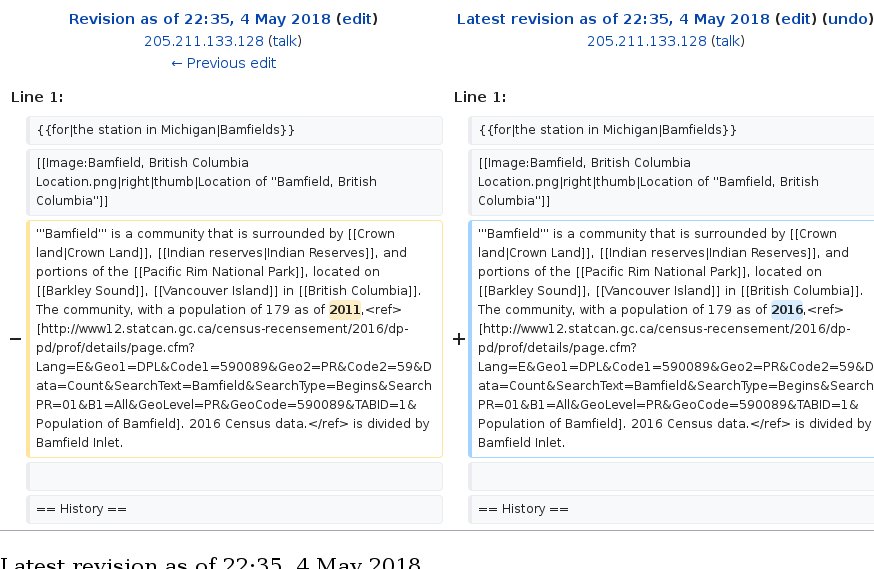 Revision as of 22:35, 4 May 2018 (edit)
205.211.133.128 (talk)
← Previous edit
Latest revision as of 22:35, 4 May 2018 (edit) (undo)
205.211.133.128 (talk)
Line 1:
Line 1:
{{for|the station in Michigan|Bamfields}}
[[Image:Bamfield, British Columbia
Location.png|right|thumb|Location of "Bamfield, British
Columbia"]]
−
'''Bamfield''' is a community that is surrounded by [[Crown
land|Crown Land]], [[Indian reserves|Indian Reserves]], and
portions of the [[Pacific Rim National Park]], located on
[[Barkley Sound]], [[Vancouver Island]] in [[British Columbia]].
The community, with a population of 179 as of 2011,<ref>
[http://www12.statcan.gc.ca/census-recensement/2016/dp-
pd/prof/details/page.cfm?
Lang=E&Geo1=DPL&Code1=590089&Geo2=PR&Code2=59&D
ata=Count&SearchText=Bamfield&SearchType=Begins&Search
PR=01&B1=All&GeoLevel=PR&GeoCode=590089&TABID=1&
Population of Bamfield]. 2016 Census data.</ref> is divided by
Bamfield Inlet.
== History ==
{{for|the station in Michigan|Bamfields}}
[[Image:Bamfield, British Columbia
Location.png|right|thumb|Location of "Bamfield, British
Columbia"]]
+
'''Bamfield''' is a community that is surrounded by [[Crown
land|Crown Land]], [[Indian reserves|Indian Reserves]], and
portions of the [[Pacific Rim National Park]], located on
[[Barkley Sound]], [[Vancouver Island]] in [[British Columbia]].
The community, with a population of 179 as of 2016,<ref>
[http://www12.statcan.gc.ca/census-recensement/2016/dp-
pd/prof/details/page.cfm?
Lang=E&Geo1=DPL&Code1=590089&Geo2=PR&Code2=59&D
ata=Count&SearchText=Bamfield&SearchType=Begins&Search
PR=01&B1=All&GeoLevel=PR&GeoCode=590089&TABID=1&
Population of Bamfield]. 2016 Census data.</ref> is divided by
Bamfield Inlet.
== History ==
Latest revision as of 22:35, 4 May 2018